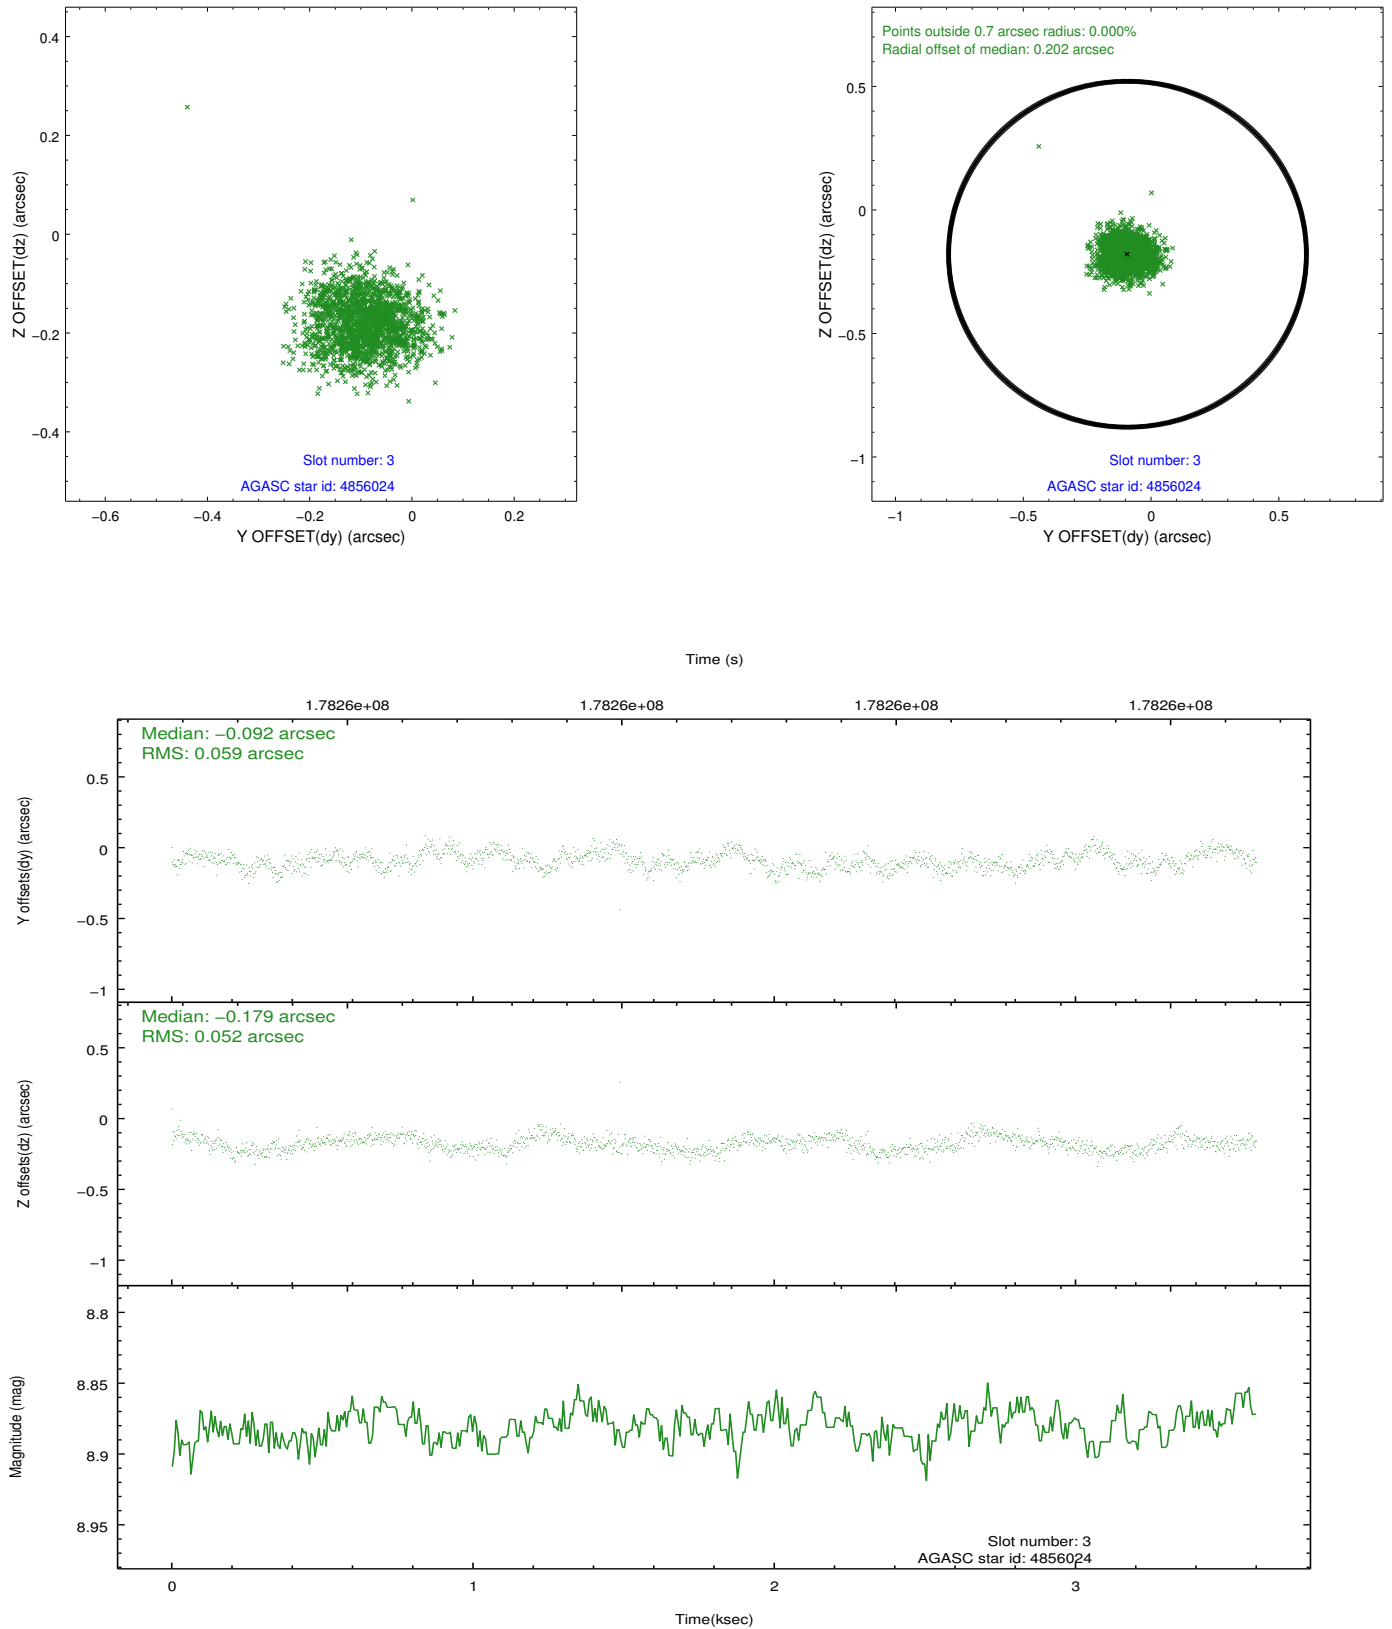 0.4
0.2
0
−0.2
−0.4
Z OFFSET(dz) (arcsec)
Slot number: 3
AGASC star id: 4856024
−0.6 −0.4 −0.2 0 0.2
Y OFFSET(dy) (arcsec)
Points outside 0.7 arcsec radius: 0.000%
Radial offset of median: 0.202 arcsec
0.5
0
−0.5
−1
Z OFFSET(dz) (arcsec)
Slot number: 3
AGASC star id: 4856024
−1 −0.5 0 0.5
Y OFFSET(dy) (arcsec)
Time (s)
1.7826e+08 1.7826e+08 1.7826e+08 1.7826e+08
Median: −0.092 arcsec
RMS: 0.059 arcsec
0.5
0
−0.5
−1
Y offsets(dy) (arcsec)
Median: −0.179 arcsec
RMS: 0.052 arcsec
0.5
0
−0.5
−1
Z offsets(dz) (arcsec)
8.8
8.85
8.9
8.95
Magnitude (mag)
Slot number: 3
AGASC star id: 4856024
0 1 2 3
Time(ksec)